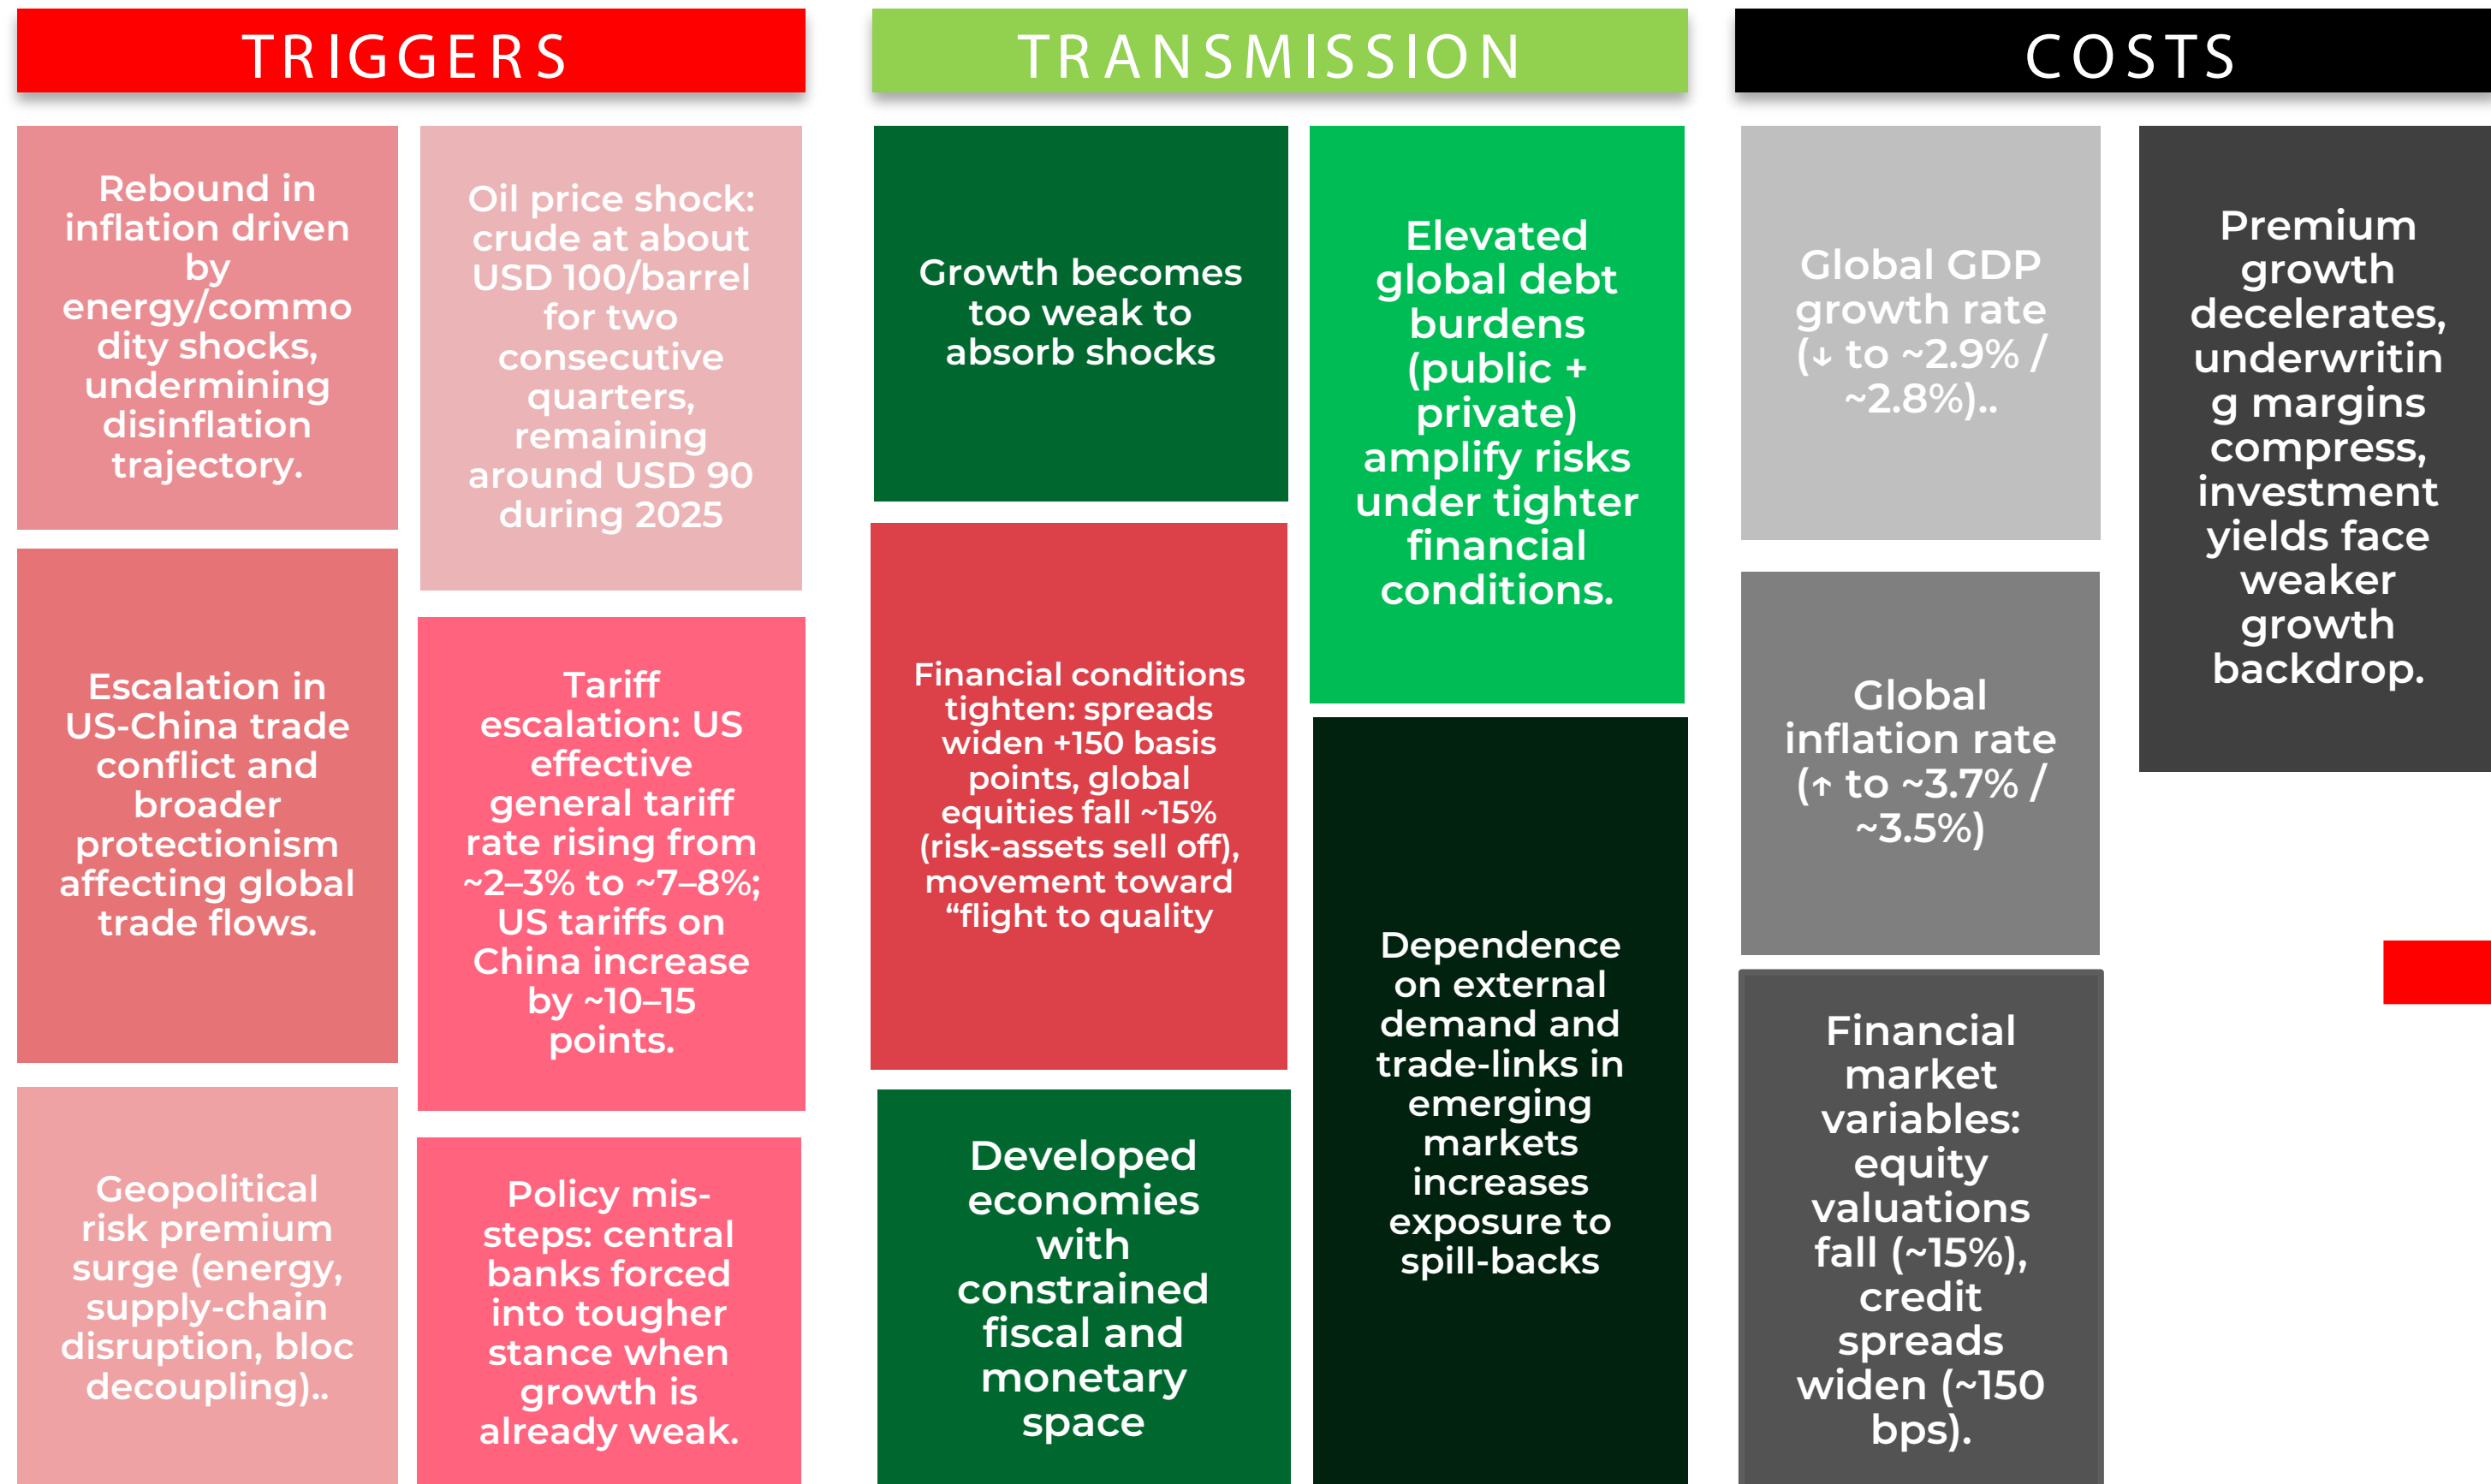 TRIGGERS
Rebound in
inflation driven
by
energy/commo
dity shocks,
undermining
disinflation
trajectory.
Escalation in
US-China trade
conflict and
broader
protectionism
affecting global
trade flows.
Geopolitical
risk premium
surge (energy,
supply-chain
disruption, bloc
decoupling)..
Oil price shock:
crude at about
USD 100/barrel
for two
consecutive
quarters,
remaining
around USD 90
during 2025
Tariff
escalation: US
effective
general tariff
rate rising from
~2–3% to ~7–8%;
US tariffs on
China increase
by ~10–15
points.
Policy mis-
steps: central
banks forced
into tougher
stance when
growth is
already weak.
TRANSMISSION
Growth becomes
too weak to
absorb shocks
Financial conditions
tighten: spreads
widen +150 basis
points, global
equities fall ~15%
(risk-assets sell off),
movement toward
“flight to quality
Developed
economies
with
constrained
fiscal and
monetary
space
Elevated
global debt
burdens
(public +
private)
amplify risks
under tighter
financial
conditions.
Dependence
on external
demand and
trade-links in
emerging
markets
increases
exposure to
spill-backs
COSTS
Global GDP
growth rate
(↓ to ~2.9% /
~2.8%)..
Global
inflation rate
(↑ to ~3.7% /
~3.5%)
Financial
market
variables:
equity
valuations
fall (~15%),
credit
spreads
widen (~150
bps).
Premium
growth
decelerates,
underwritin
g margins
compress,
investment
yields face
weaker
growth
backdrop.